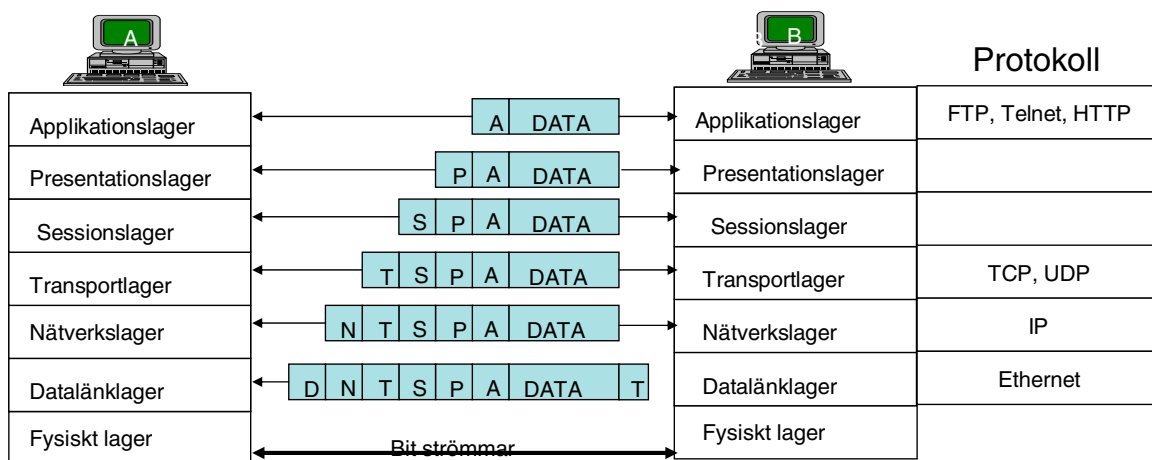 A
B
Protokoll
Applikationslager
A DATA
Applikationslager
FTP, Telnet, HTTP
Presentationslager
P A DATA
Presentationslager
Sessionslager
S P A DATA
Sessionslager
Transportlager
T S P A DATA
Transportlager
TCP, UDP
Nätverkslager
N T S P A DATA
Nätverkslager
IP
Datalänklager
D N T S P A DATA T
Datalänklager
Ethernet
Fysiskt lager
Bit strömmar
Fysiskt lager